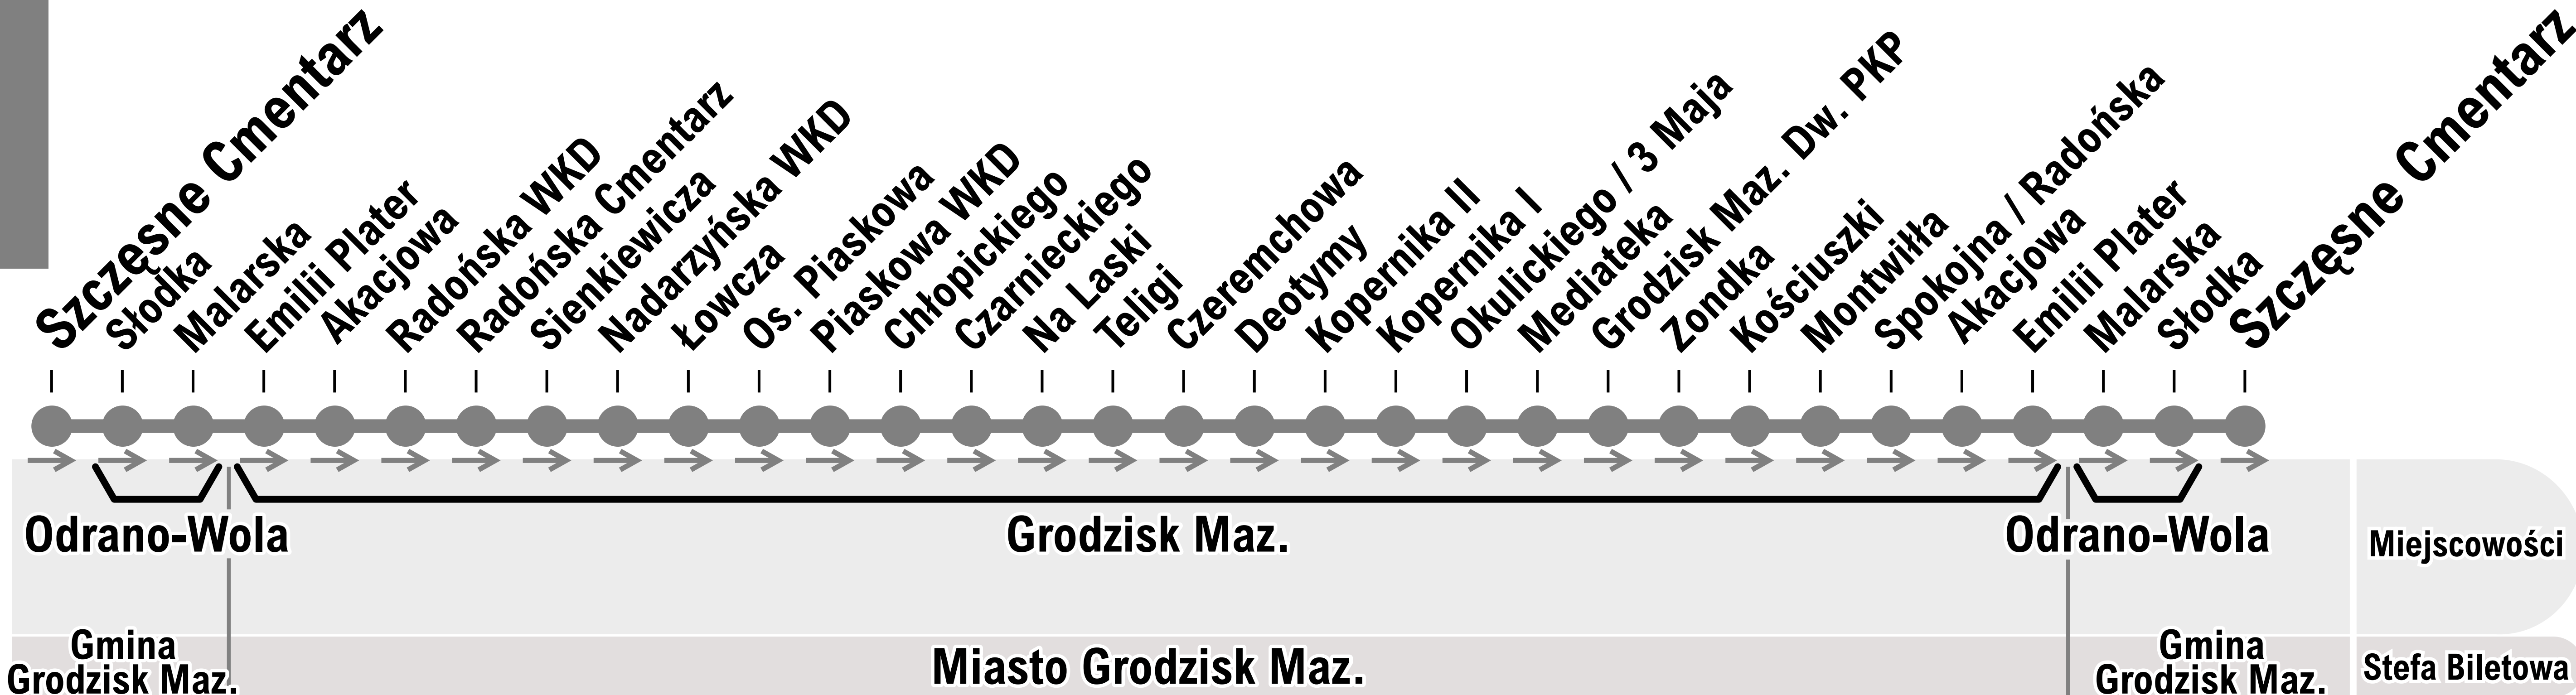 Szczęsne Cmentarz
Słodka
Malarska
Emilii Plater
Akacjowa
Radońska WKD
Radońska Cmentarz
Sienkiewicza
Nadarzyńska WKD
Łowcza
Os. Piaskowa
Piaskowa WKD
Chłopickiego
Czarnieckiego
Na Laski
Teligi
Czeremchowa
Deotymy
Kopernika II
Kopernika I
Okulickiego / 3 Maja
Mediateka
Grodzisk Maz. Dw. PKP
Zondka
Kościuszki
Montwiłła
Spokojna / Radońska
Akacjowa
Emilii Plater
Malarska
Słodka
Szczęsne Cmentarz
Odrano-Wola
Grodzisk Maz.
Odrano-Wola
Miejscowości
Gmina
Grodzisk Maz.
Miasto Grodzisk Maz.
Gmina
Grodzisk Maz.
Stefa Biletowa